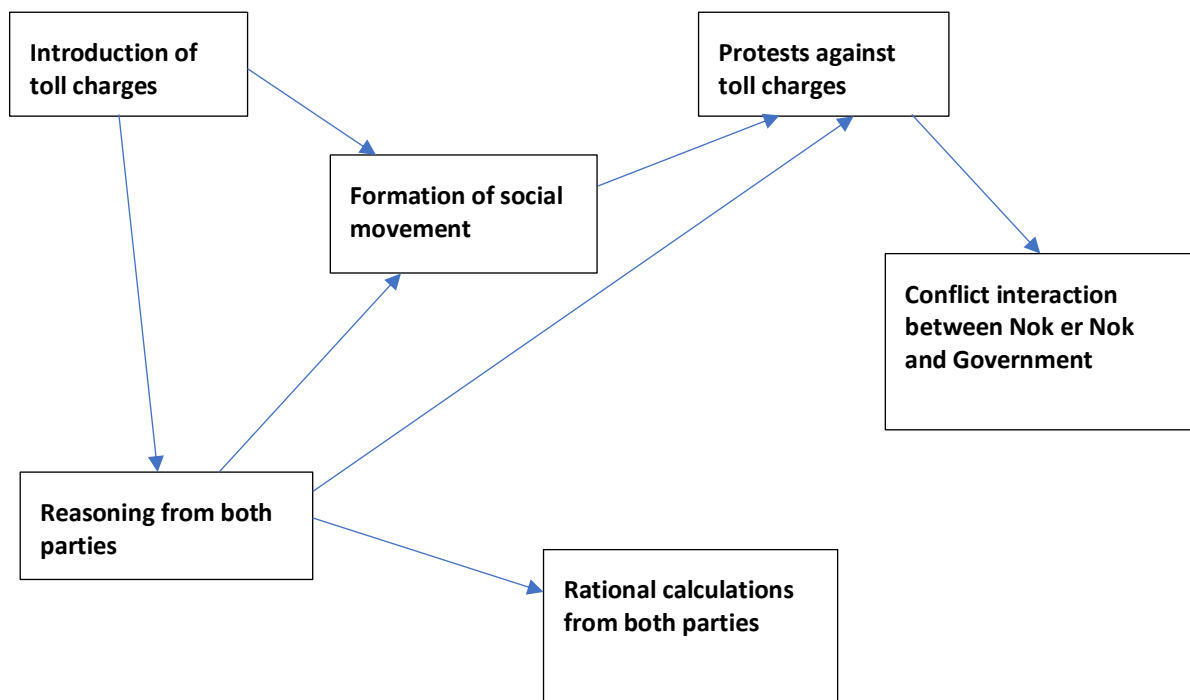 Introduction of
toll charges
Protests against
toll charges
Formation of social
movement
Conflict interaction
between Nok er Nok
and Government
Reasoning from both
parties
Rational calculations
from both parties